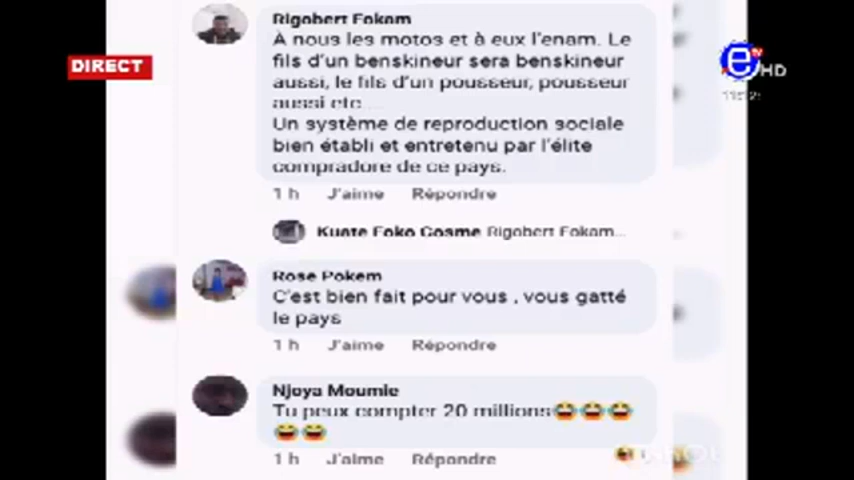 DIRECT
Rigobert Fokam
À nous les motos et à eux l'enam. Le
fils d'un benskineur sera benskineur
aussi, le fils d'un pousseur, pousseur
aussi etc....
Un système de reproduction sociale
bien établi et entretenu par l'élite
compradore de ce pays.
1 h J'aime Répondre
Kuate Foko Cosme Rigobert Fokam...
Rose Pokem
C'est bien fait pour vous , vous gatté
le pays
1 h J'aime Répondre
Njoya Moumie
Tu peux compter 20 millions😂😂😂
😂😂
1 h J'aime Répondre
e tv
HD